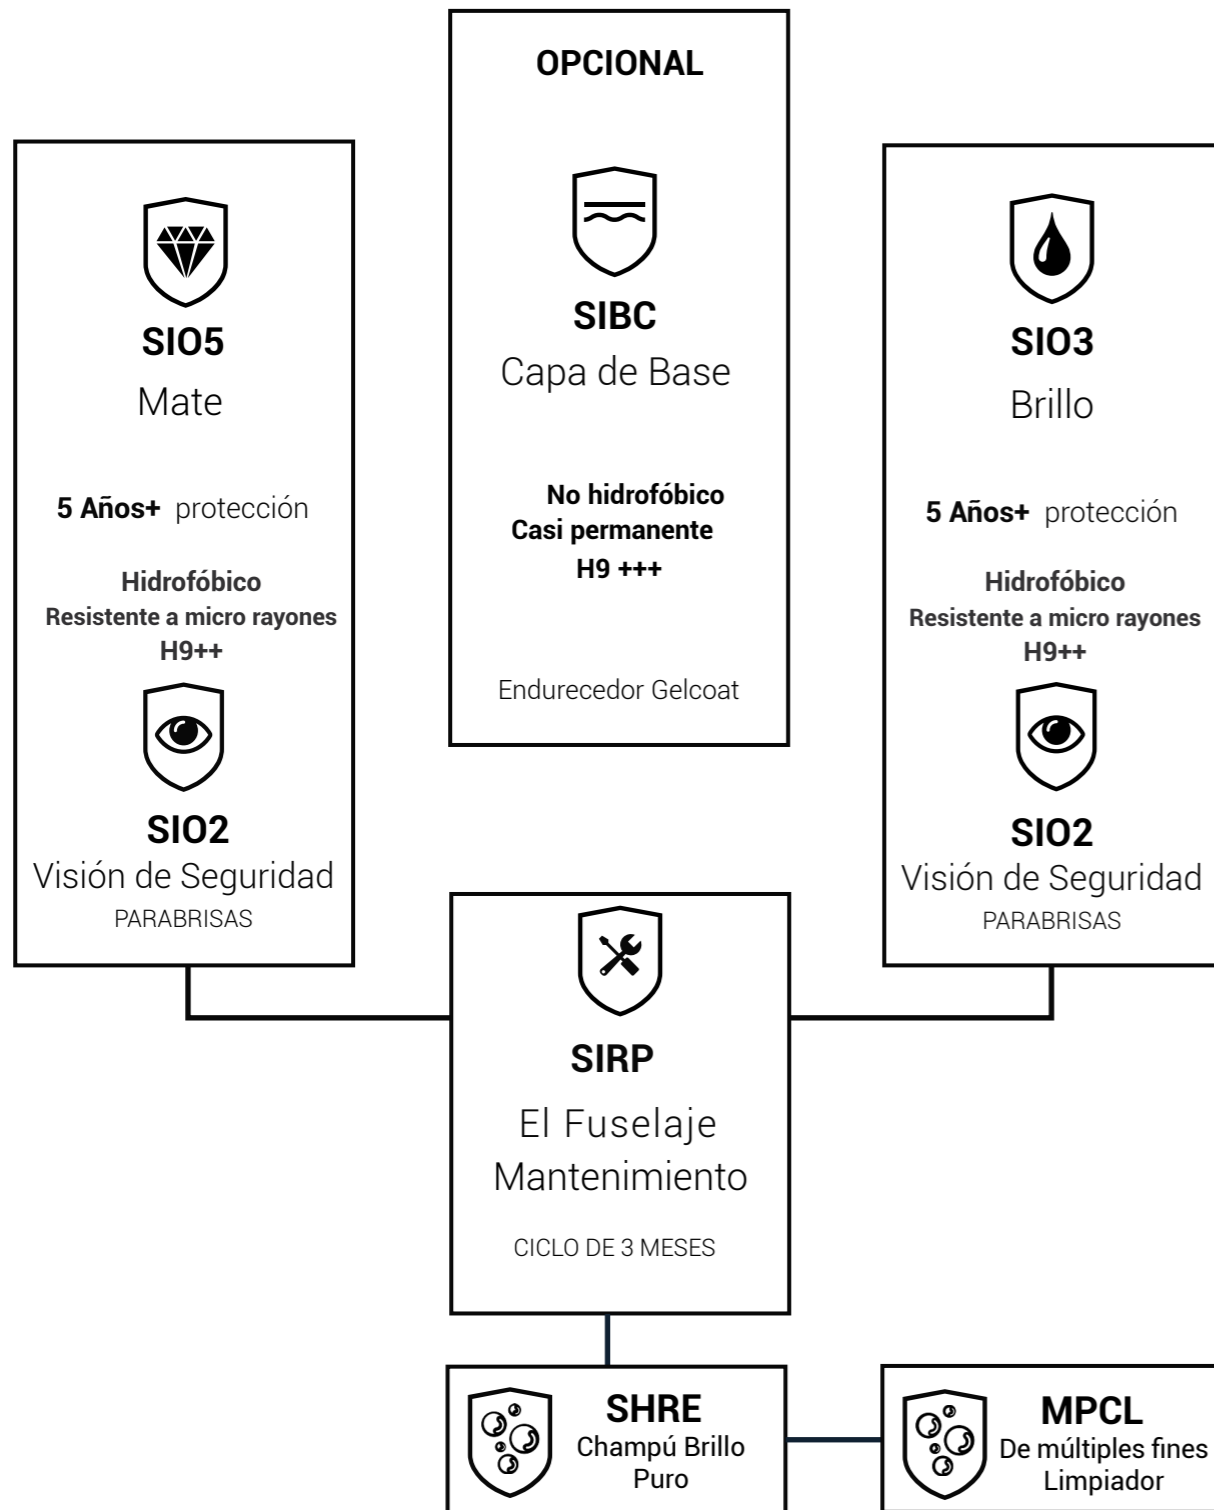 OPCIONAL
SIBC
Capa de Base
No hidrofóbico
Casi permanente
H9 +++
Endurecedor Gelcoat
SIO5
Mate
5 Años+ protección
Hidrofóbico
Resistente a micro rayones
H9++
SIO2
Visión de Seguridad
PARABRISAS
SIO3
Brillo
5 Años+ protección
Hidrofóbico
Resistente a micro rayones
H9++
SIO2
Visión de Seguridad
PARABRISAS
SIRP
El Fuselaje
Mantenimiento
CICLO DE 3 MESES
SHRE
Champú Brillo
Puro
MPCL
De múltiples fines
Limpiador